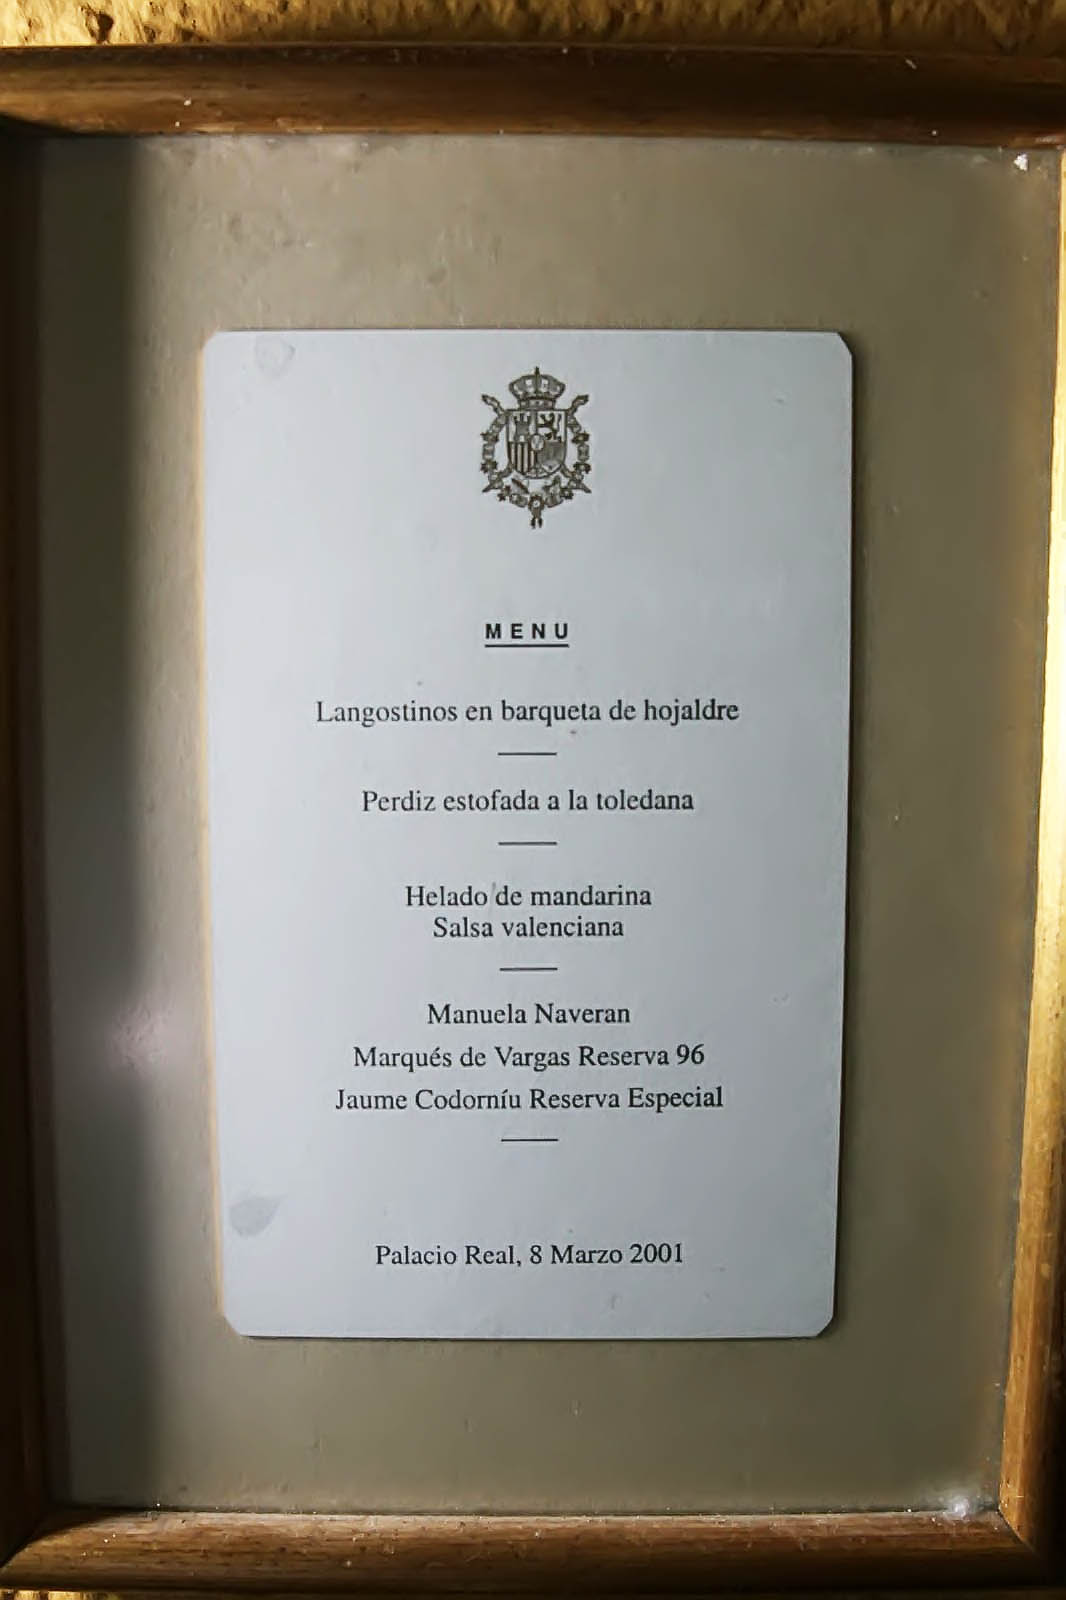 MENU
Langostinos en barqueta de hojaldre
Perdiz estofada a la toledana
Helado de mandarina
Salsa valenciana
Manuela Naveran
Marqués de Vargas Reserva 96
Jaume Codorníu Reserva Especial
Palacio Real, 8 Marzo 2001